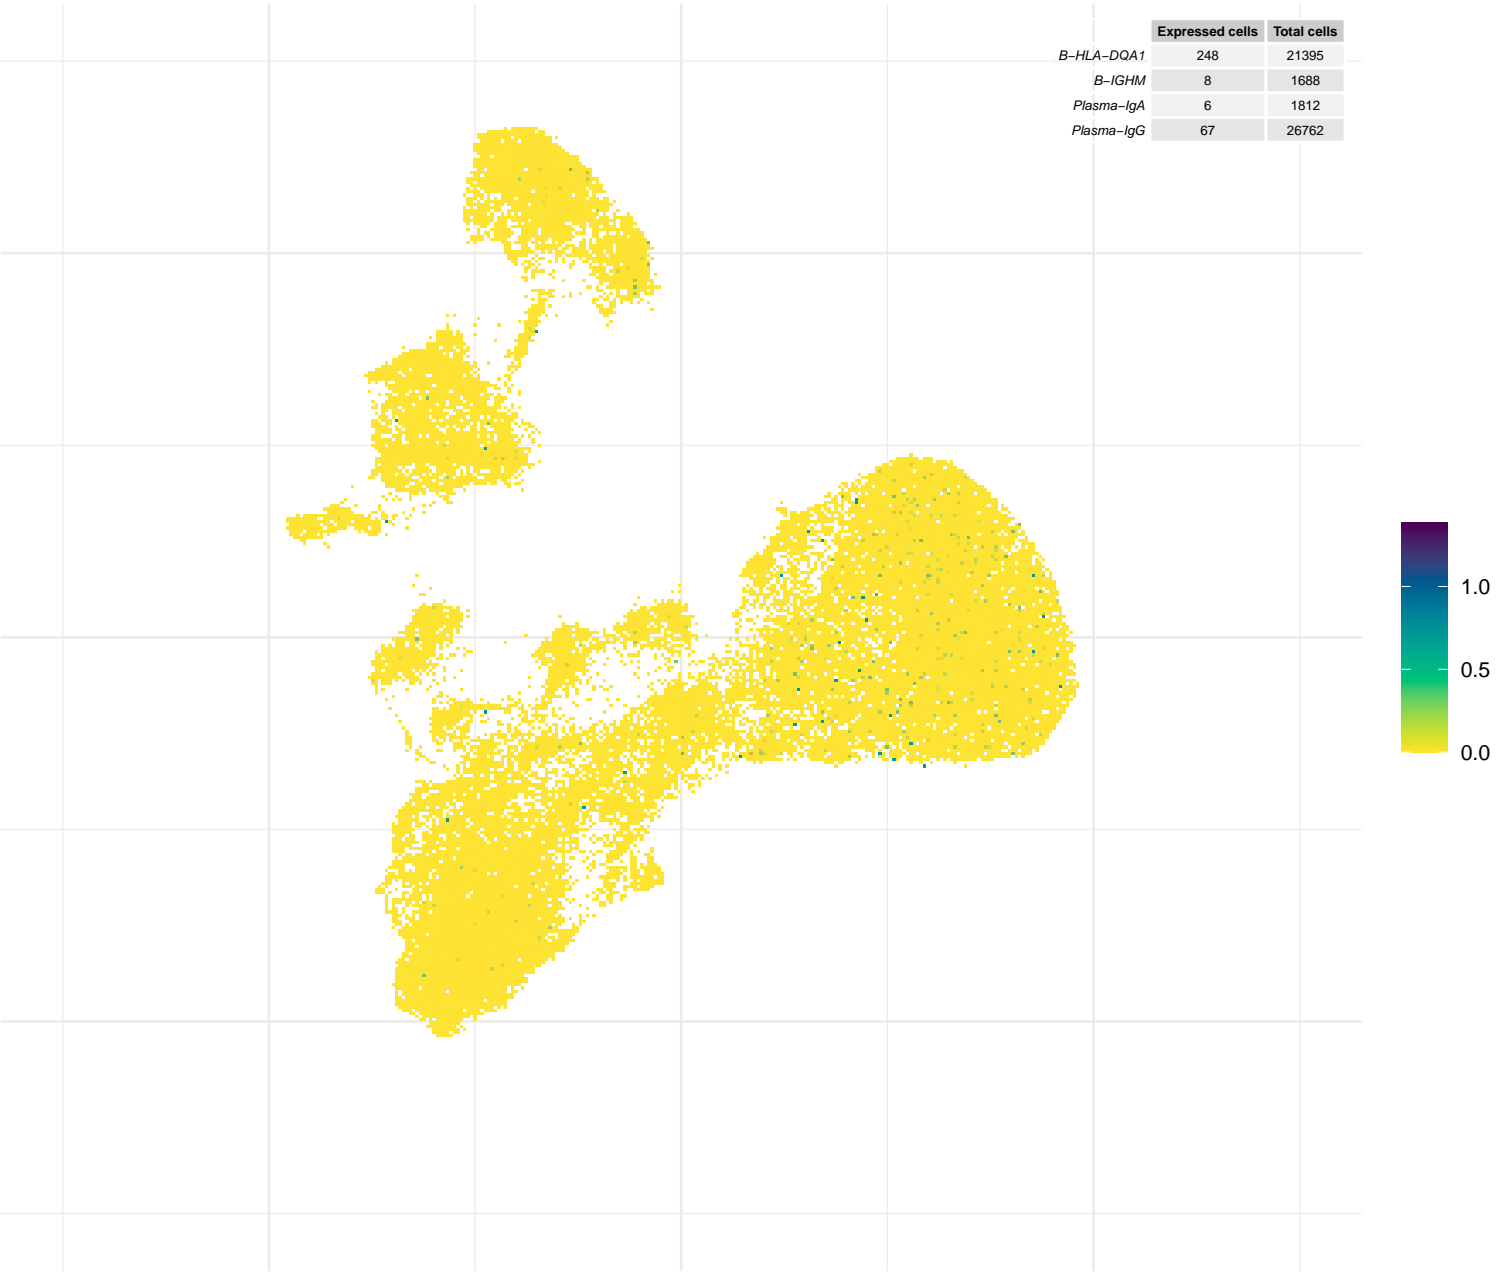 Expressed cells Total cells
B−HLA−DQA1 248 21395
B−IGHM 8 1688
Plasma−IgA 6 1812
Plasma−IgG 67 26762
1.0
0.5
0.0